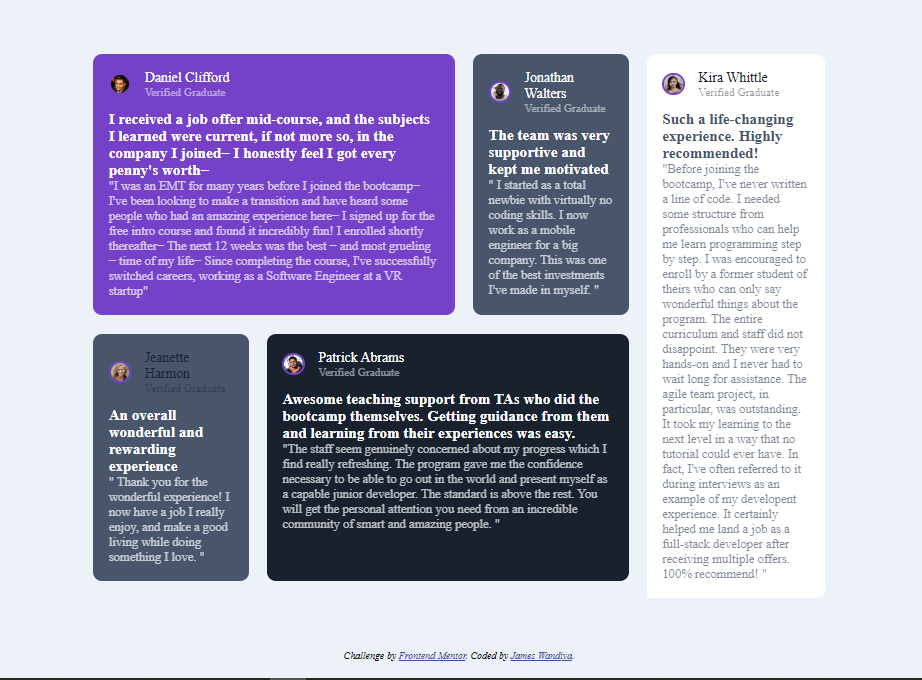 Daniel Clifford
Verified Graduate
I received a job offer mid-course, and the subjects
I learned were current, if not more so, in the
company I joined– I honestly feel I got every
penny's worth–
"I was an EMT for many years before I joined the bootcamp–
I've been looking to make a transition and have heard some
people who had an amazing experience here– I signed up for the
free intro course and found it incredibly fun! I enrolled shortly
thereafter– The next 12 weeks was the best – and most grueling
– time of my life– Since completing the course, I've successfully
switched careers, working as a Software Engineer at a VR
startup"
Jonathan
Walters
Verified Graduate
The team was very
supportive and
kept me motivated
" I started as a total
newbie with virtually no
coding skills. I now
work as a mobile
engineer for a big
company. This was one
of the best investments
I've made in myself. "
Kira Whittle
Verified Graduate
Such a life-changing
experience. Highly
recommended!
"Before joining the
bootcamp, I've never written
a line of code. I needed
some structure from
professionals who can help
me learn programming step
by step. I was encouraged to
enroll by a former student of
theirs who can only say
wonderful things about the
program. The entire
curriculum and staff did not
disappoint. They were very
hands-on and I never had to
wait long for assistance. The
agile team project, in
particular, was outstanding.
It took my learning to the
next level in a way that no
tutorial could ever have. In
fact, I've often referred to it
during interviews as an
example of my developent
experience. It certainly
helped me land a job as a
full-stack developer after
receiving multiple offers.
100% recommend! "
Jeanette
Harmon
Verified Graduate
An overall
wonderful and
rewarding
experience
" Thank you for the
wonderful experience! I
now have a job I really
enjoy, and make a good
living while doing
something I love. "
Patrick Abrams
Verified Graduate
Awesome teaching support from TAs who did the
bootcamp themselves. Getting guidance from them
and learning from their experiences was easy.
"The staff seem genuinely concerned about my progress which I
find really refreshing. The program gave me the confidence
necessary to be able to go out in the world and present myself as
a capable junior developer. The standard is above the rest. You
will get the personal attention you need from an incredible
community of smart and amazing people. "
Challenge by Frontend Mentor. Coded by James Wandiya.